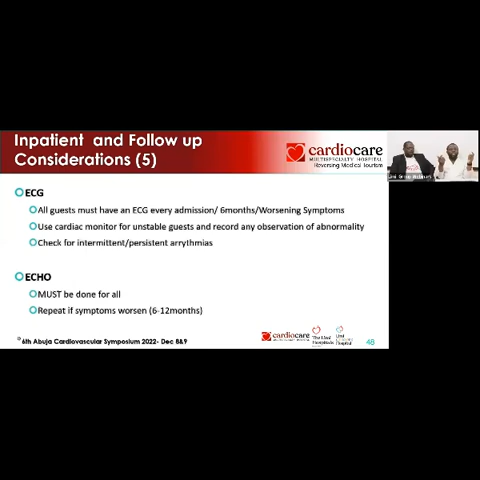 Inpatient and Follow up
Considerations (5)
cardiocare
MULTISPECIALTY HOSPITAL
Reversing Medical Tourism
ECG
All guests must have an ECG every admission/ 6months/Worsening Symptoms
Use cardiac monitor for unstable guests and record any observation of abnormality
Check for intermittent/persistent arrythmias
ECHO
MUST be done for all
Repeat if symptoms worsen (6-12months)
6th Abuja Cardiovascular Symposium 2022- Dec 8&9
cardiocare
48